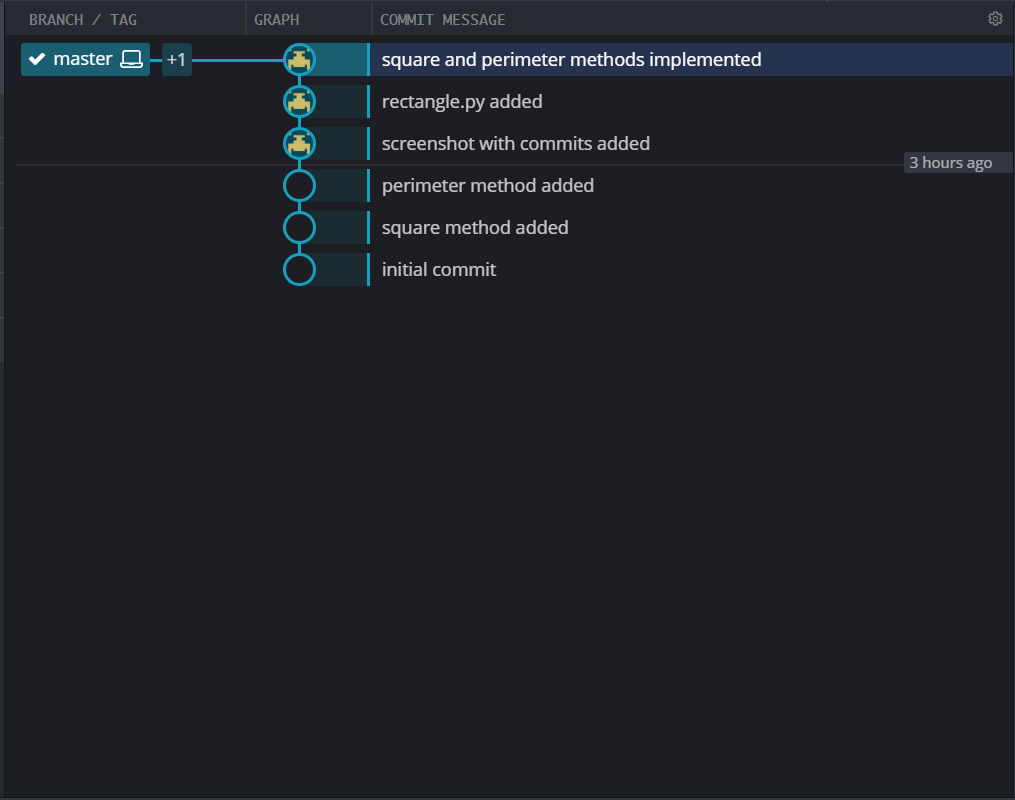 BRANCH / TAG GRAPH COMMIT MESSAGE
master +1 square and perimeter methods implemented
rectangle.py added
screenshot with commits added
3 hours ago
perimeter method added
square method added
initial commit